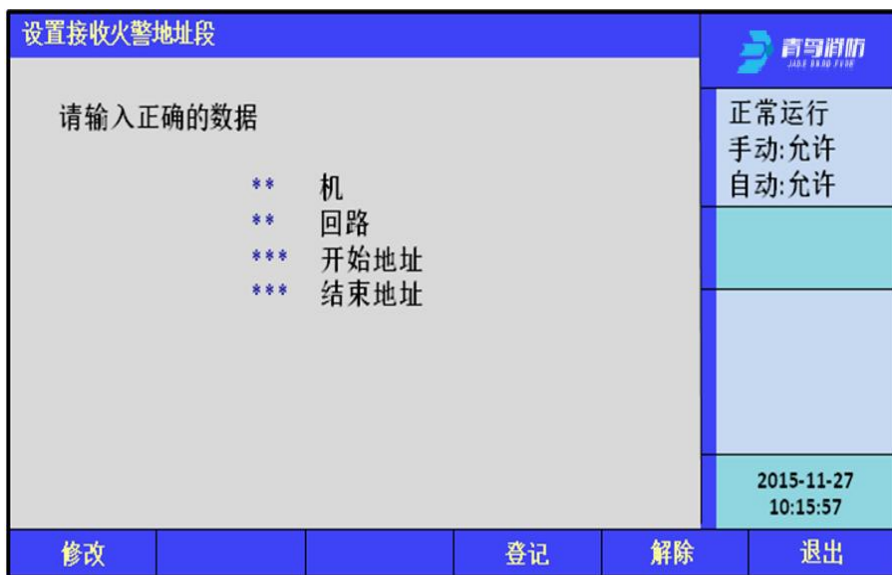 设置接收火警地址段
青鸟消防
JADE BIRD FIRE
请输入正确的数据
** 机
** 回路
*** 开始地址
*** 结束地址
正常运行
手动:允许
自动:允许
2015-11-27
10:15:57
修改 登记 解除 退出